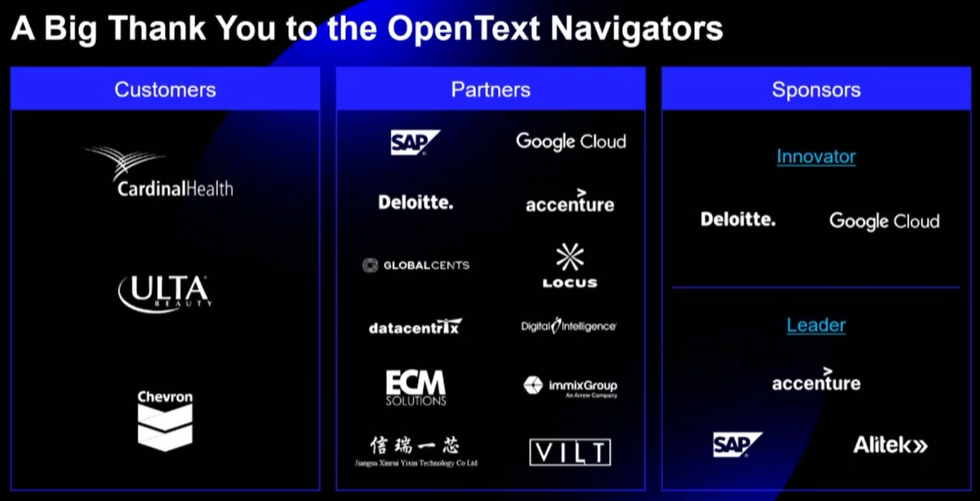 A Big Thank You to the OpenText Navigators
Customers
CardinalHealth
ULTA
BEAUTY
Chevron
Partners
SAP
Google Cloud
Deloitte.
accenture
GLOBALCENTS
LOCUS
datacentrix
Digital Intelligence
ECM
SOLUTIONS
immixGroup
An Arrow Company
信瑞一芯
Jiangsu Xinrui Yixin Technology Co Ltd
VILT
Sponsors
Innovator
Deloitte.
Google Cloud
Leader
accenture
SAP
Alitek